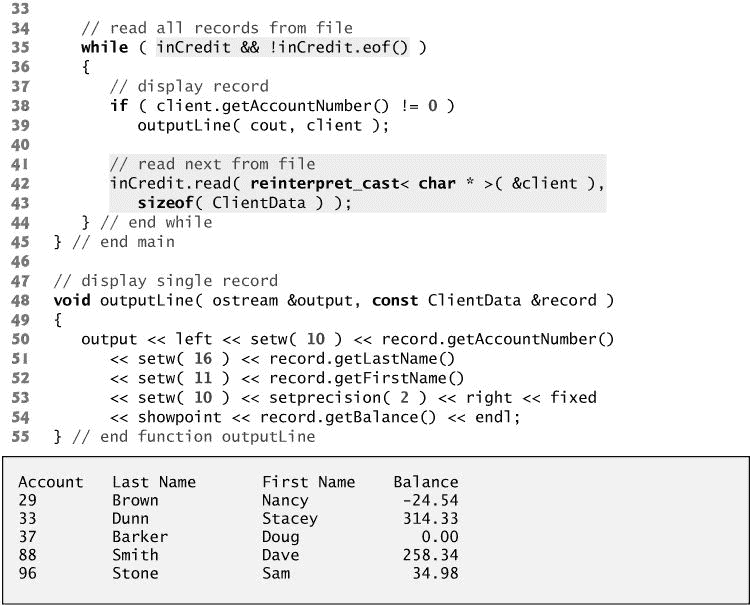 33
34 // read all records from file
35 while ( inCredit && !inCredit.eof() )
36 {
37 // display record
38 if ( client.getAccountNumber() != 0 )
39 outputLine( cout, client );
40
41 // read next from file
42 inCredit.read( reinterpret_cast< char * >( &client ),
43 sizeof( ClientData ) );
44 } // end while
45 } // end main
46
47 // display single record
48 void outputLine( ostream &output, const ClientData &record )
49 {
50 output << left << setw( 10 ) << record.getAccountNumber()
51 << setw( 16 ) << record.getLastName()
52 << setw( 11 ) << record.getFirstName()
53 << setw( 10 ) << setprecision( 2 ) << right << fixed
54 << showpoint << record.getBalance() << endl;
55 } // end function outputLine
Account Last Name First Name Balance
29 Brown Nancy -24.54
33 Dunn Stacey 314.33
37 Barker Doug 0.00
88 Smith Dave 258.34
96 Stone Sam 34.98